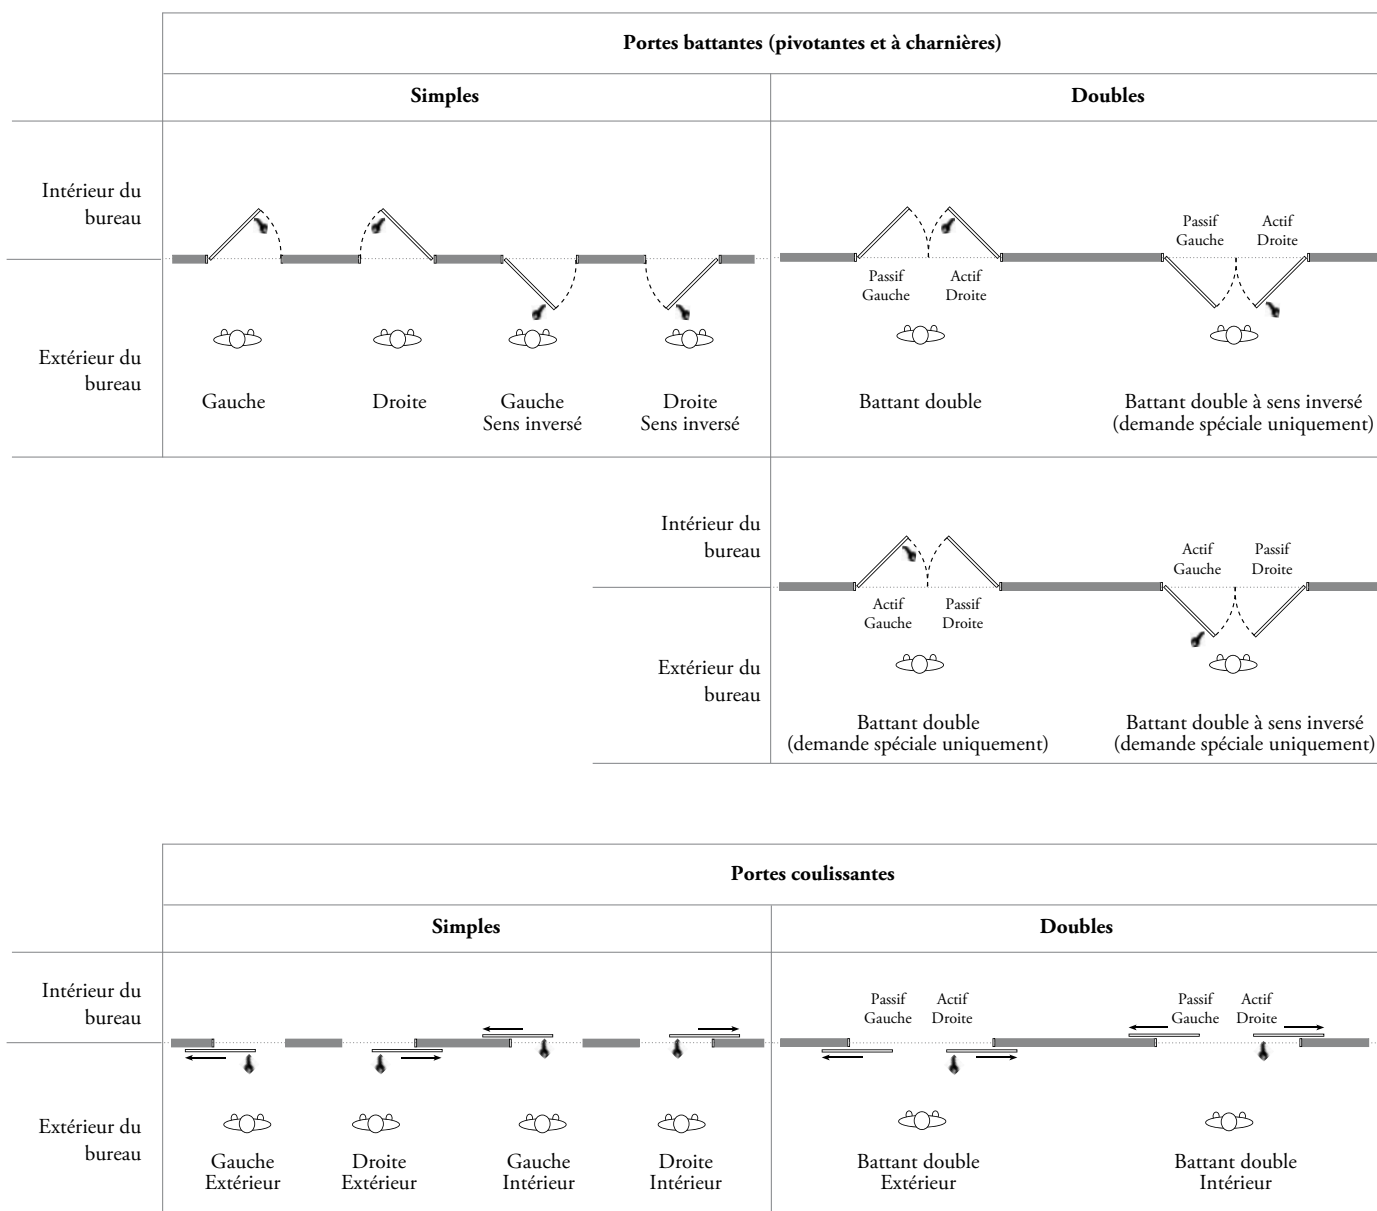 Portes battantes (pivotantes et à charnières)
Simples
Doubles
Intérieur du
bureau
Passif
Gauche
Actif
Droite
Passif
Gauche
Actif
Droite
Extérieur du
bureau
Gauche
Droite
Gauche
Sens inversé
Droite
Sens inversé
Battant double
Battant double à sens inversé
(demande spéciale uniquement)
Intérieur du
bureau
Actif
Gauche
Passif
Droite
Actif
Gauche
Passif
Droite
Extérieur du
bureau
Battant double
(demande spéciale uniquement)
Battant double à sens inversé
(demande spéciale uniquement)
Portes coulissantes
Simples
Doubles
Intérieur du
bureau
Passif
Gauche
Actif
Droite
Passif
Gauche
Actif
Droite
Extérieur du
bureau
Gauche
Extérieur
Droite
Extérieur
Gauche
Intérieur
Droite
Intérieur
Battant double
Extérieur
Battant double
Intérieur